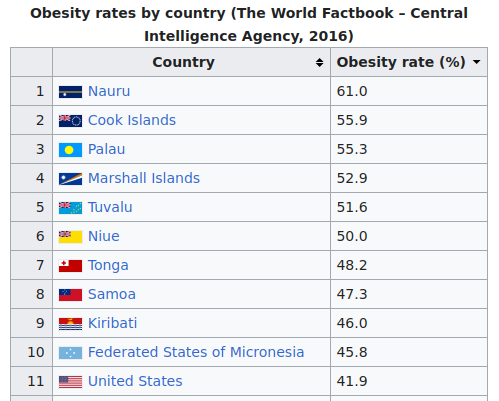 Obesity rates by country (The World Factbook – Central
Intelligence Agency, 2016)
Country Obesity rate (%)
1 Nauru 61.0
2 Cook Islands 55.9
3 Palau 55.3
4 Marshall Islands 52.9
5 Tuvalu 51.6
6 Niue 50.0
7 Tonga 48.2
8 Samoa 47.3
9 Kiribati 46.0
10 Federated States of Micronesia 45.8
11 United States 41.9